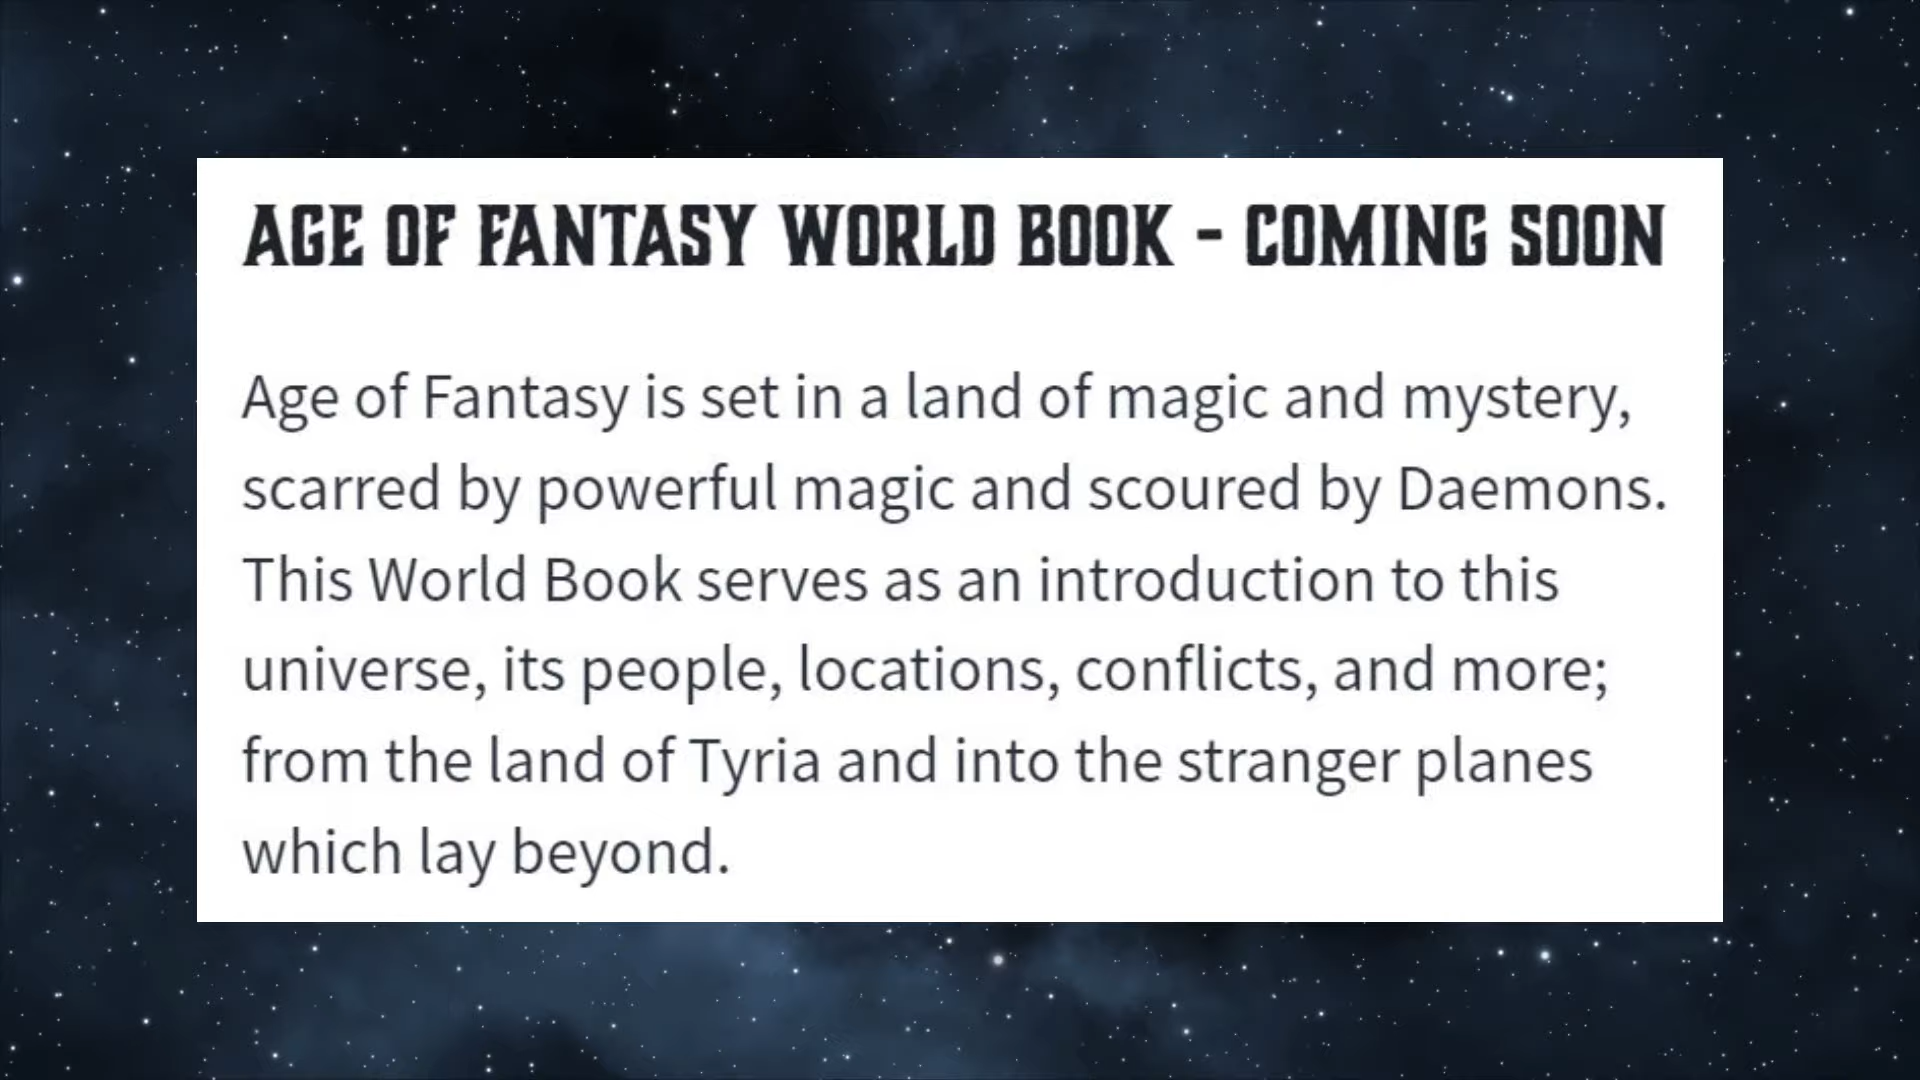 AGE OF FANTASY WORLD BOOK - COMING SOON
Age of Fantasy is set in a land of magic and mystery,
scarred by powerful magic and scoured by Daemons.
This World Book serves as an introduction to this
universe, its people, locations, conflicts, and more;
from the land of Tyria and into the stranger planes
which lay beyond.